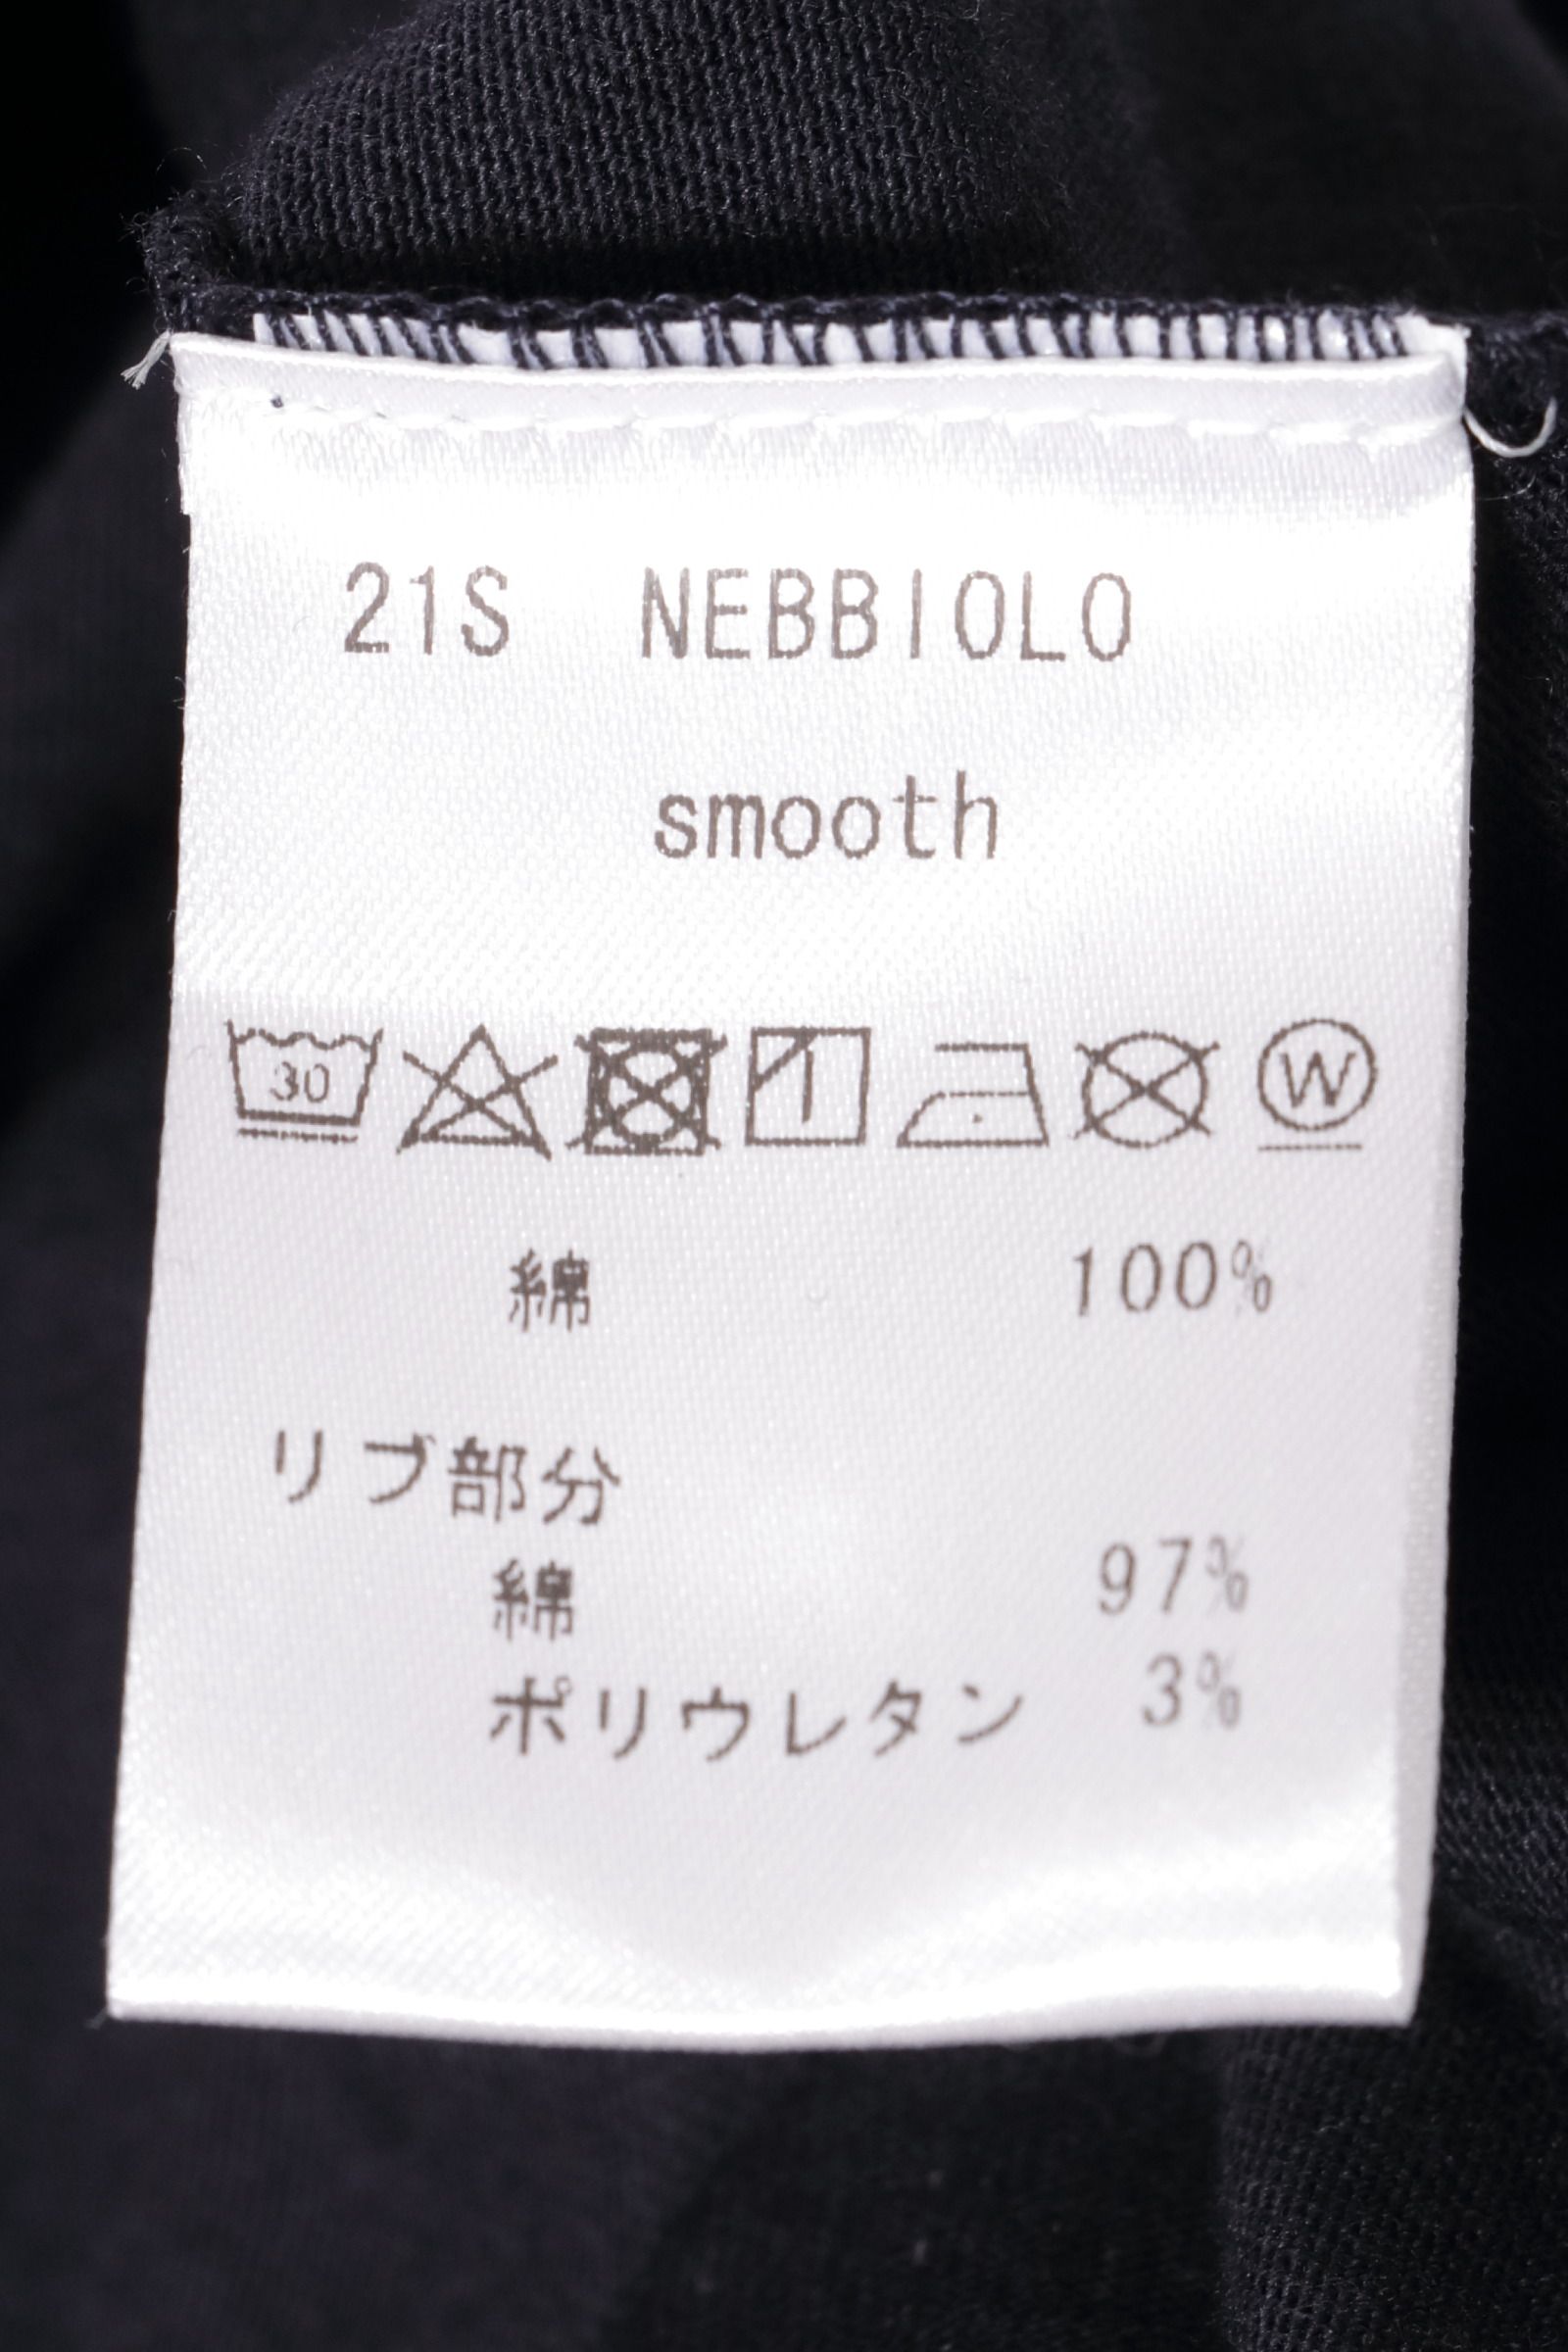 21S NEBBIOLO
smooth
30 W
綿 100%
リブ部分
綿 97%
ポリウレタン 3%